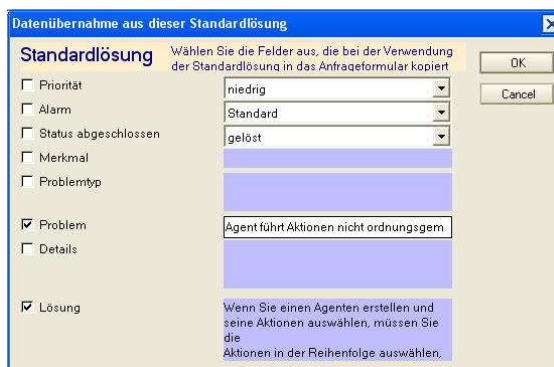 Datenübernahme aus dieser Standardlösung
Standardlösung
Wählen Sie die Felder aus, die bei der Verwendung
der Standardlösung in das Anfrageformular kopiert
OK
Cancel
Priorität
niedrig
Alarm
Standard
Status abgeschlossen
gelöst
Merkmal
Problemtyp
Problem
Agent führt Aktionen nicht ordnungsgem
Details
Lösung
Wenn Sie einen Agenten erstellen und
seine Aktionen auswählen, müssen Sie
die
Aktionen in der Reihenfolge auswählen,